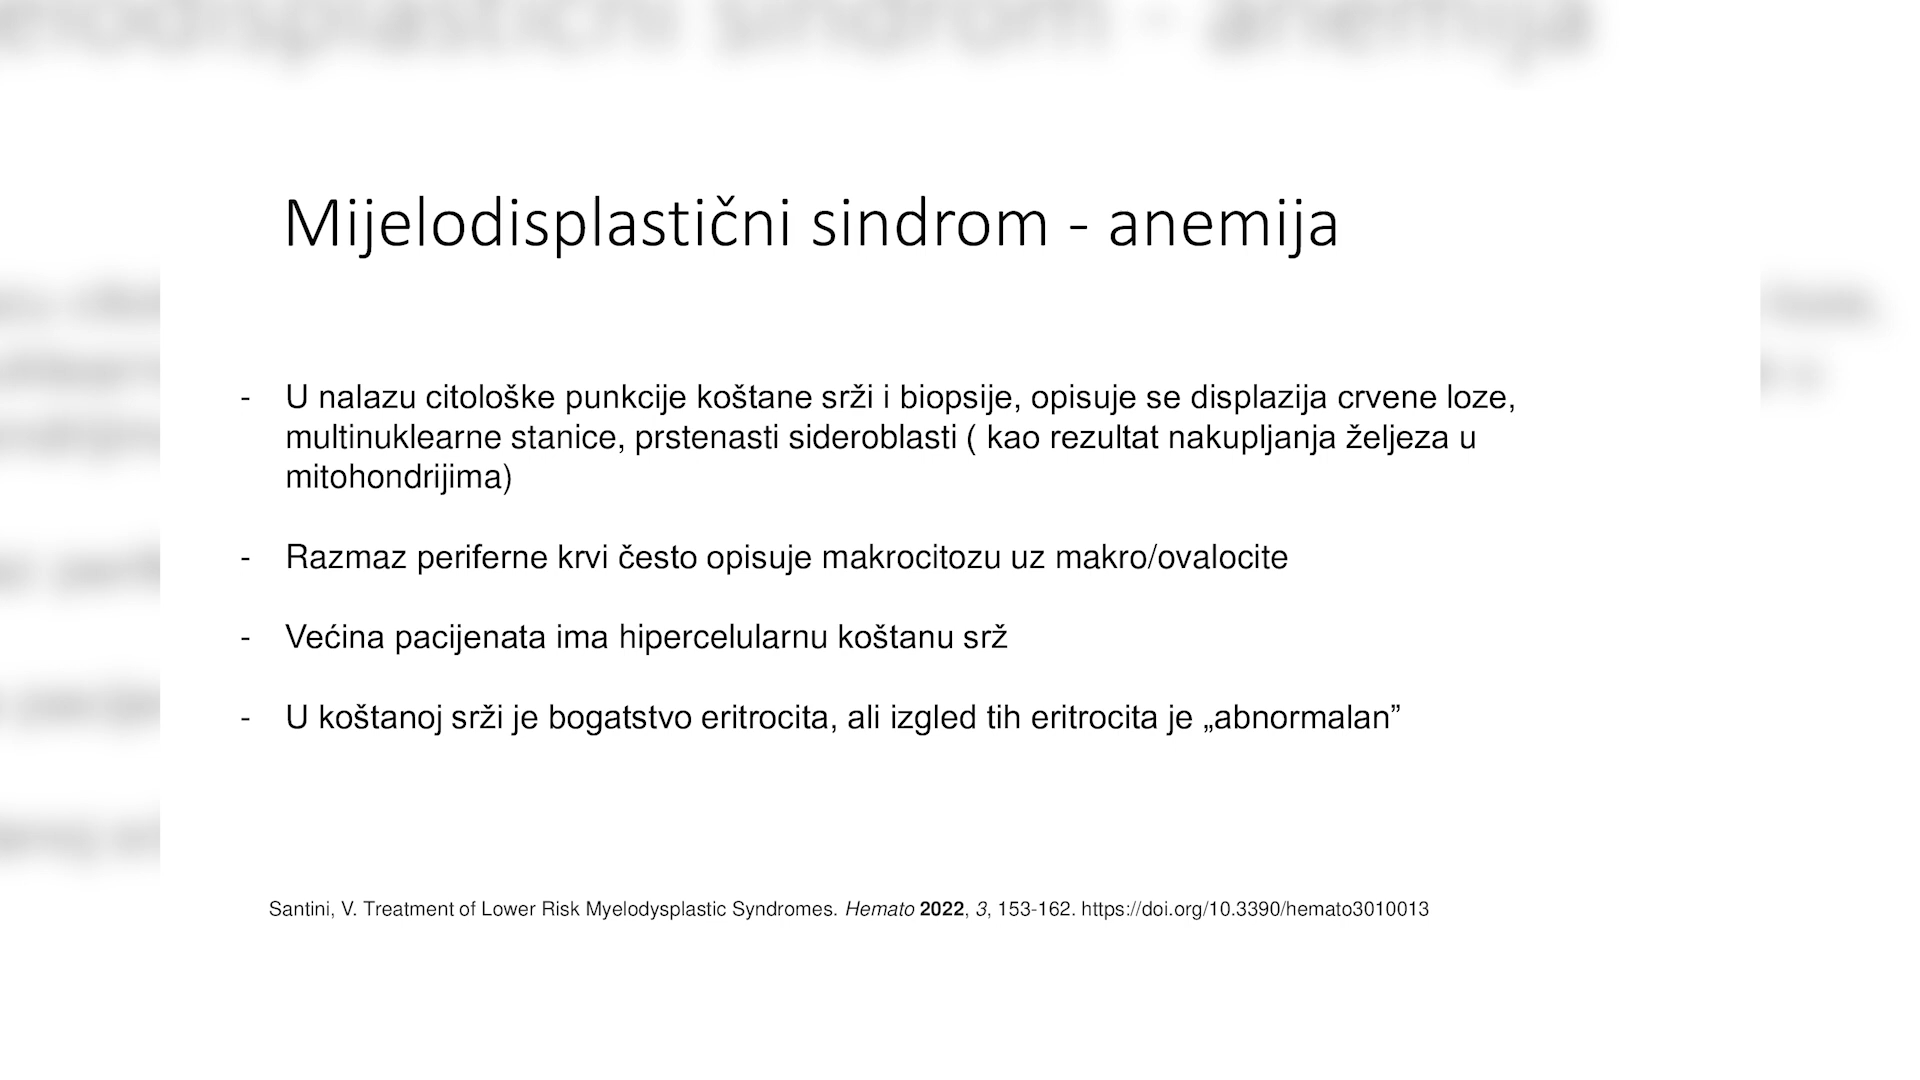 Mijelodisplastični sindrom - anemija
- U nalazu citološke punkcije koštane srži i biopsije, opisuje se displazija crvene loze,
multinuklearne stanice, prstenasti sideroblasti ( kao rezultat nakupljanja željeza u
mitohondrijima)
- Razmaz periferne krvi često opisuje makrocitozu uz makro/ovalocite
- Većina pacijenata ima hipercelularnu koštanu srž
- U koštanoj srži je bogatstvo eritrocita, ali izgled tih eritrocita je „abnormalan”
Santini, V. Treatment of Lower Risk Myelodysplastic Syndromes. Hemato 2022, 3, 153-162. https://doi.org/10.3390/hemato3010013